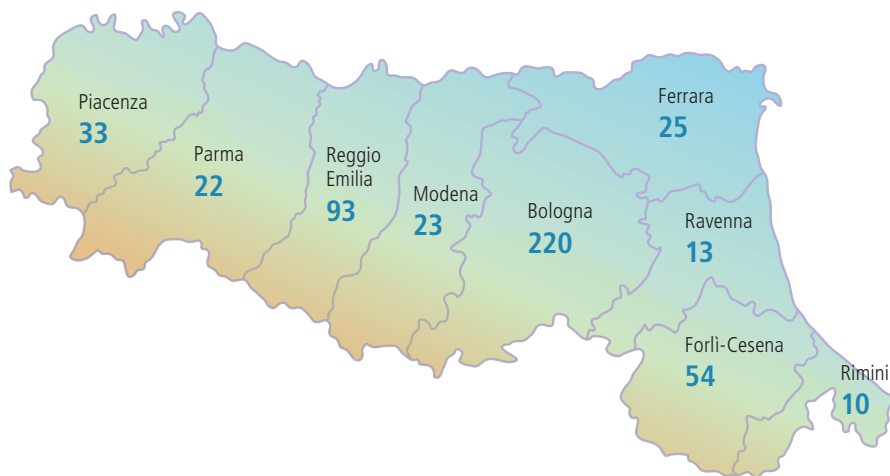 Piacenza
33
Parma
22
Reggio
Emilia
93
Modena
23
Bologna
220
Ferrara
25
Ravenna
13
Forlì-Cesena
54
Rimini
10